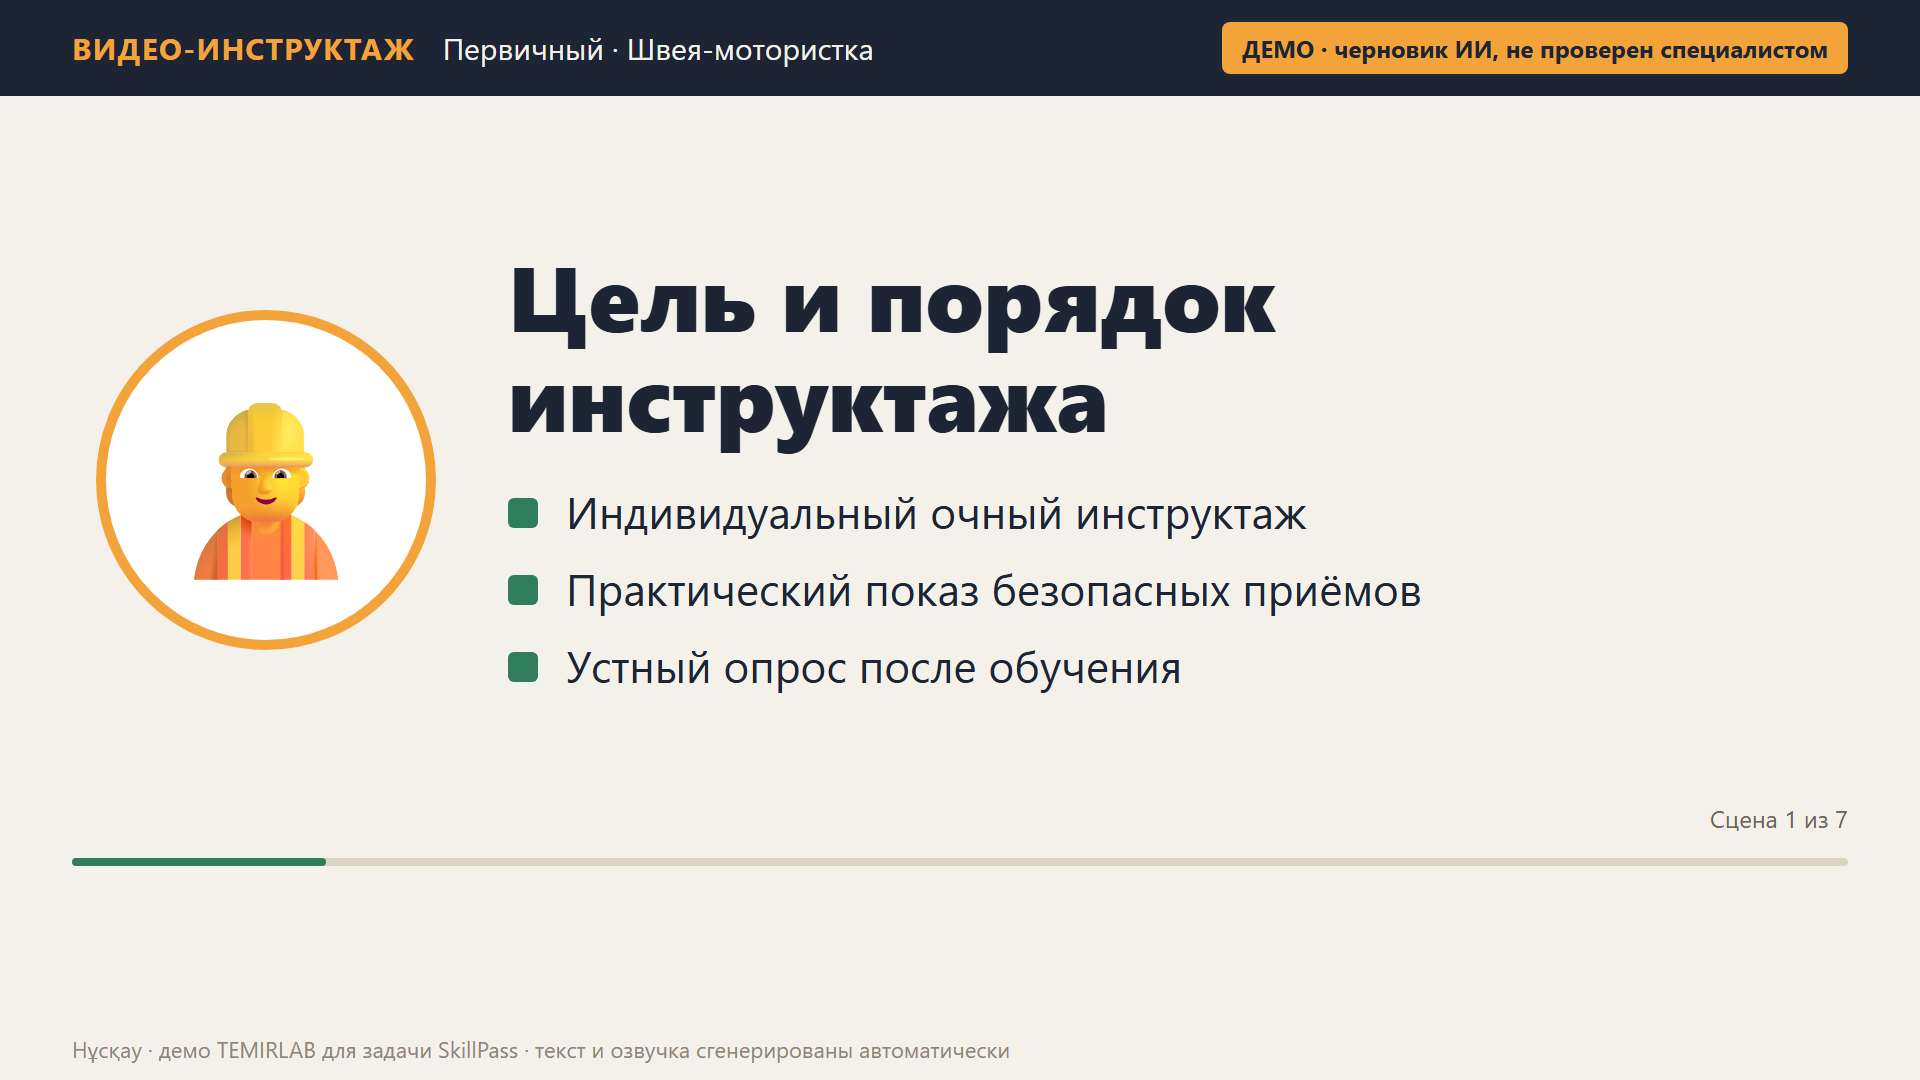 ВИДЕО-ИНСТРУКТАЖ Первичный · Швея-мотористка
ДЕМО · черновик ИИ, не проверен специалистом
Цель и порядок
инструктажа
Индивидуальный очный инструктаж
Практический показ безопасных приёмов
Устный опрос после обучения
Сцена 1 из 7
Нұсқау · демо TEMIRLAB для задачи SkillPass · текст и озвучка сгенерированы автоматически